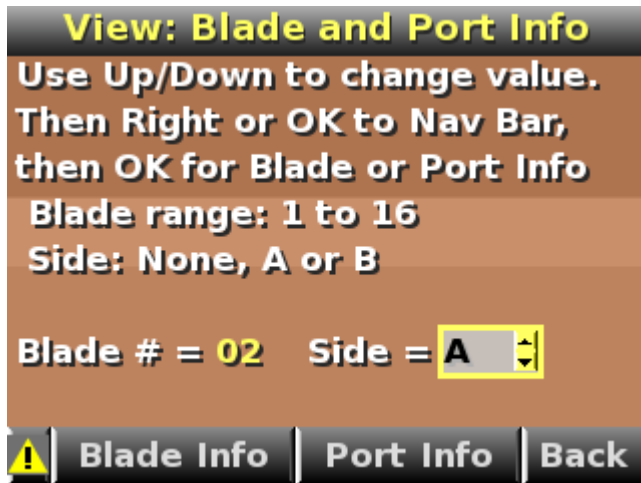 View: Blade and Port Info
Use Up/Down to change value.
Then Right or OK to Nav Bar,
then OK for Blade or Port Info
Blade range: 1 to 16
Side: None, A or B
Blade # = 02 Side = A
Blade Info Port Info Back